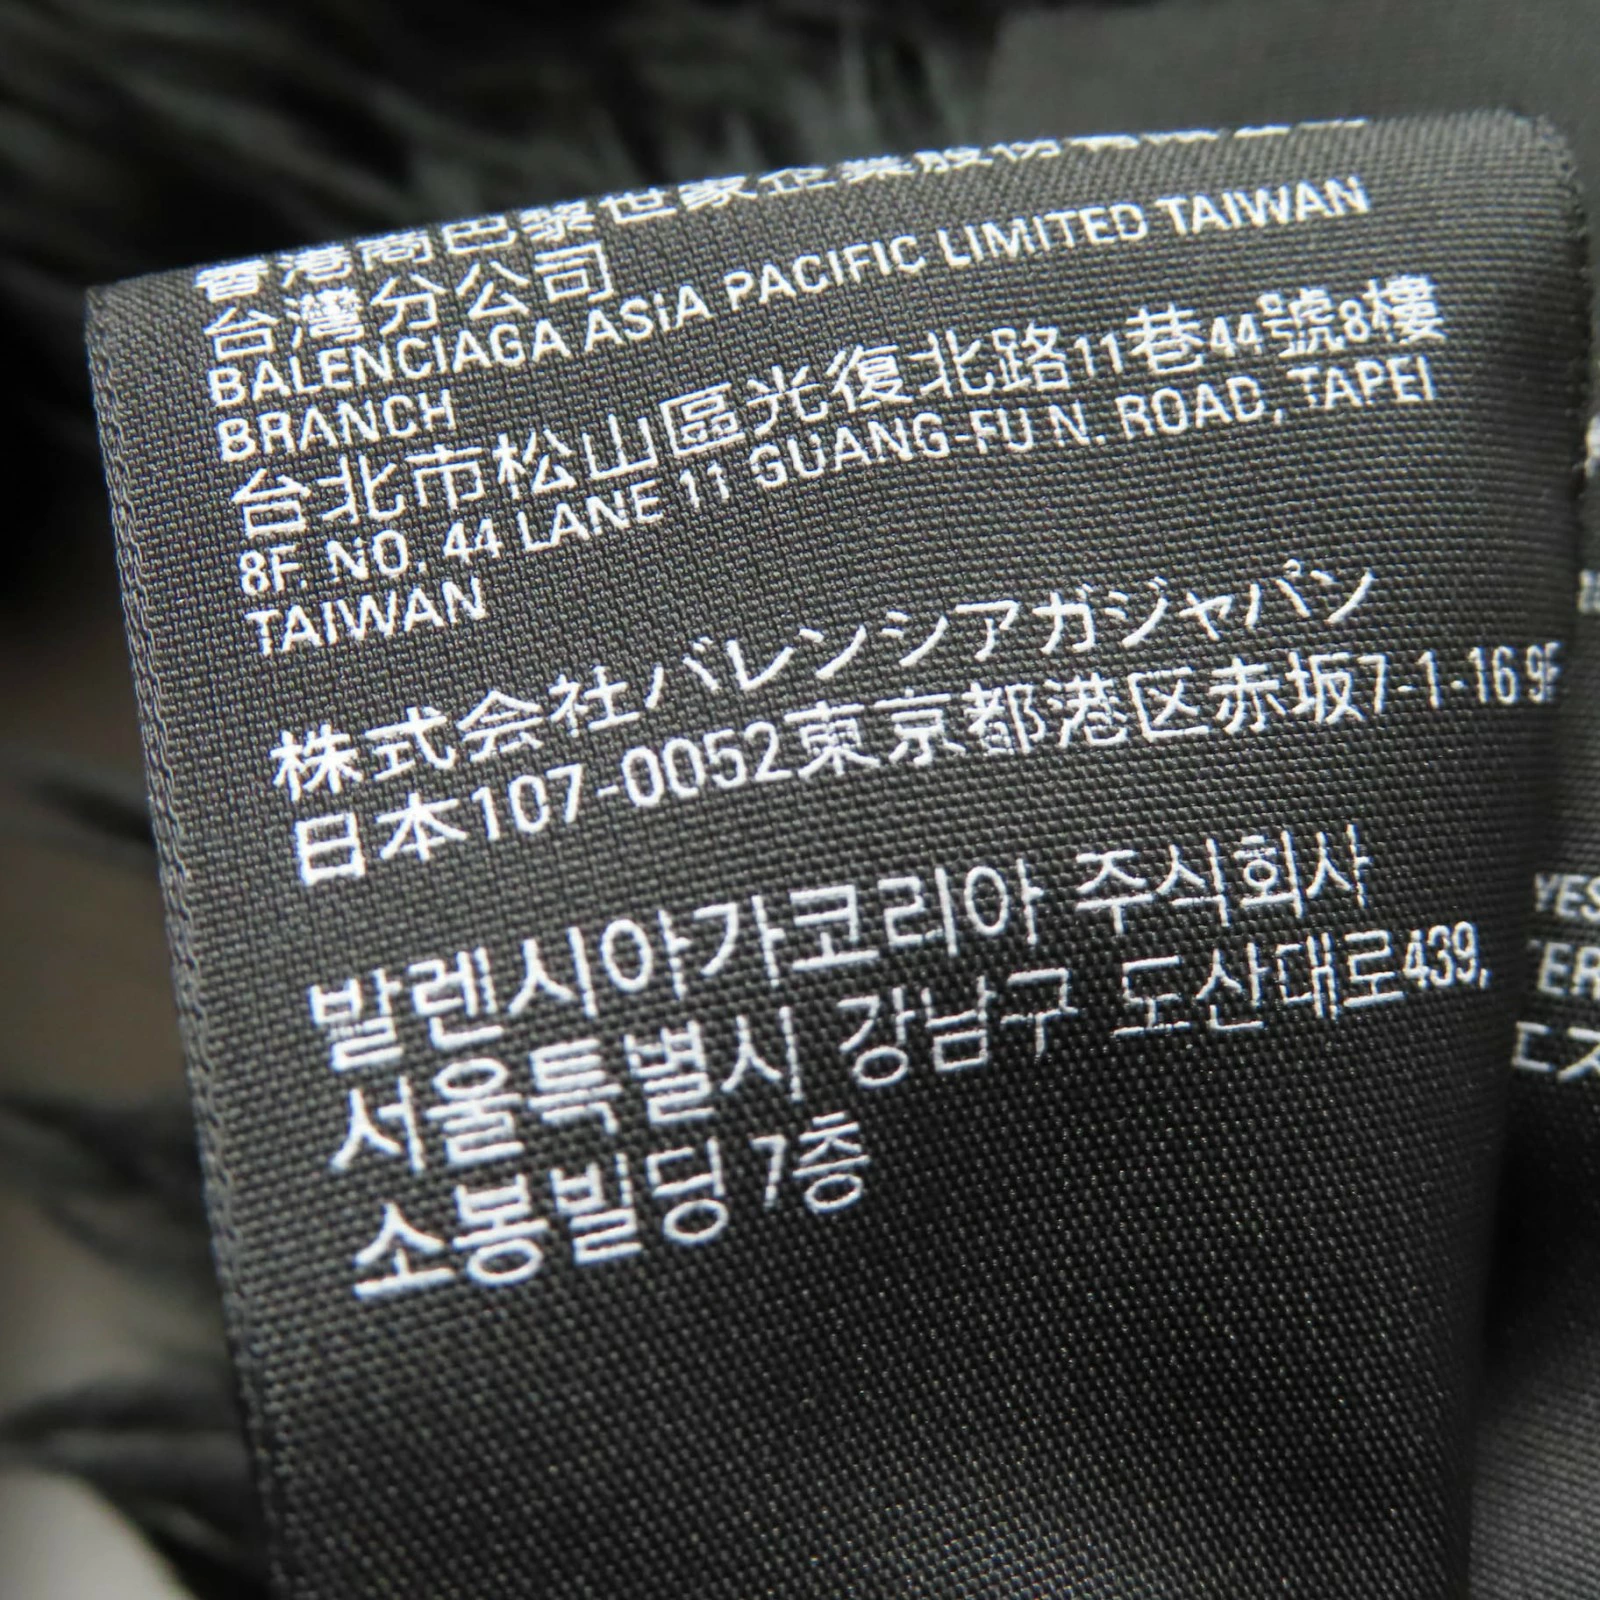 香港商巴黎世家企業股份有限公司
台灣分公司
BALENCIAGA ASIA PACIFIC LIMITED TAIWAN
BRANCH
台北市松山區光復北路11巷44號8樓
8F. NO. 44 LANE 11 GUANG-FU N. ROAD, TAPEI
TAIWAN
株式会社バレンシアガジャパン
日本107-0052東京都港区赤坂7-1-16 9F
발렌시아가코리아 주식회사
서울특별시 강남구 도산대로439,
소봉빌딩 7층
YES
TER
エス